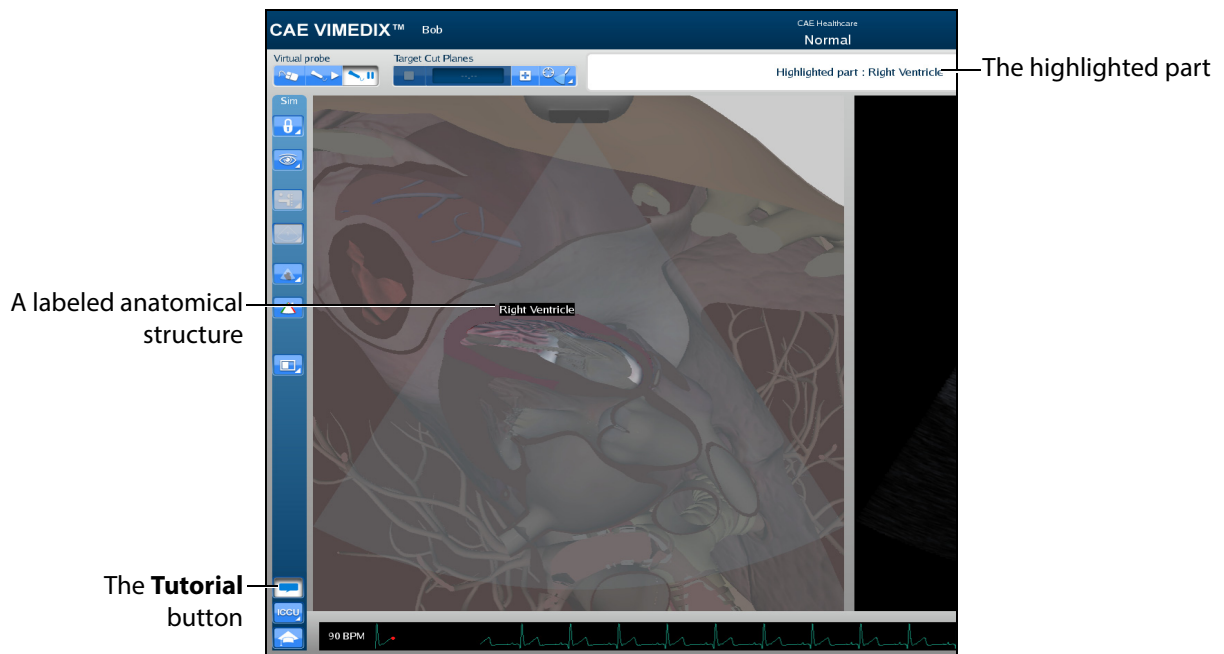 CAE VIMEDIX™ Bob
CAE Healthcare
Normal
Virtual probe
Target Cut Planes
--.--
Highlighted part : Right Ventricle
The highlighted part
Sim
A labeled anatomical
structure
Right Ventricle
The Tutorial
button
ICCU
90 BPM